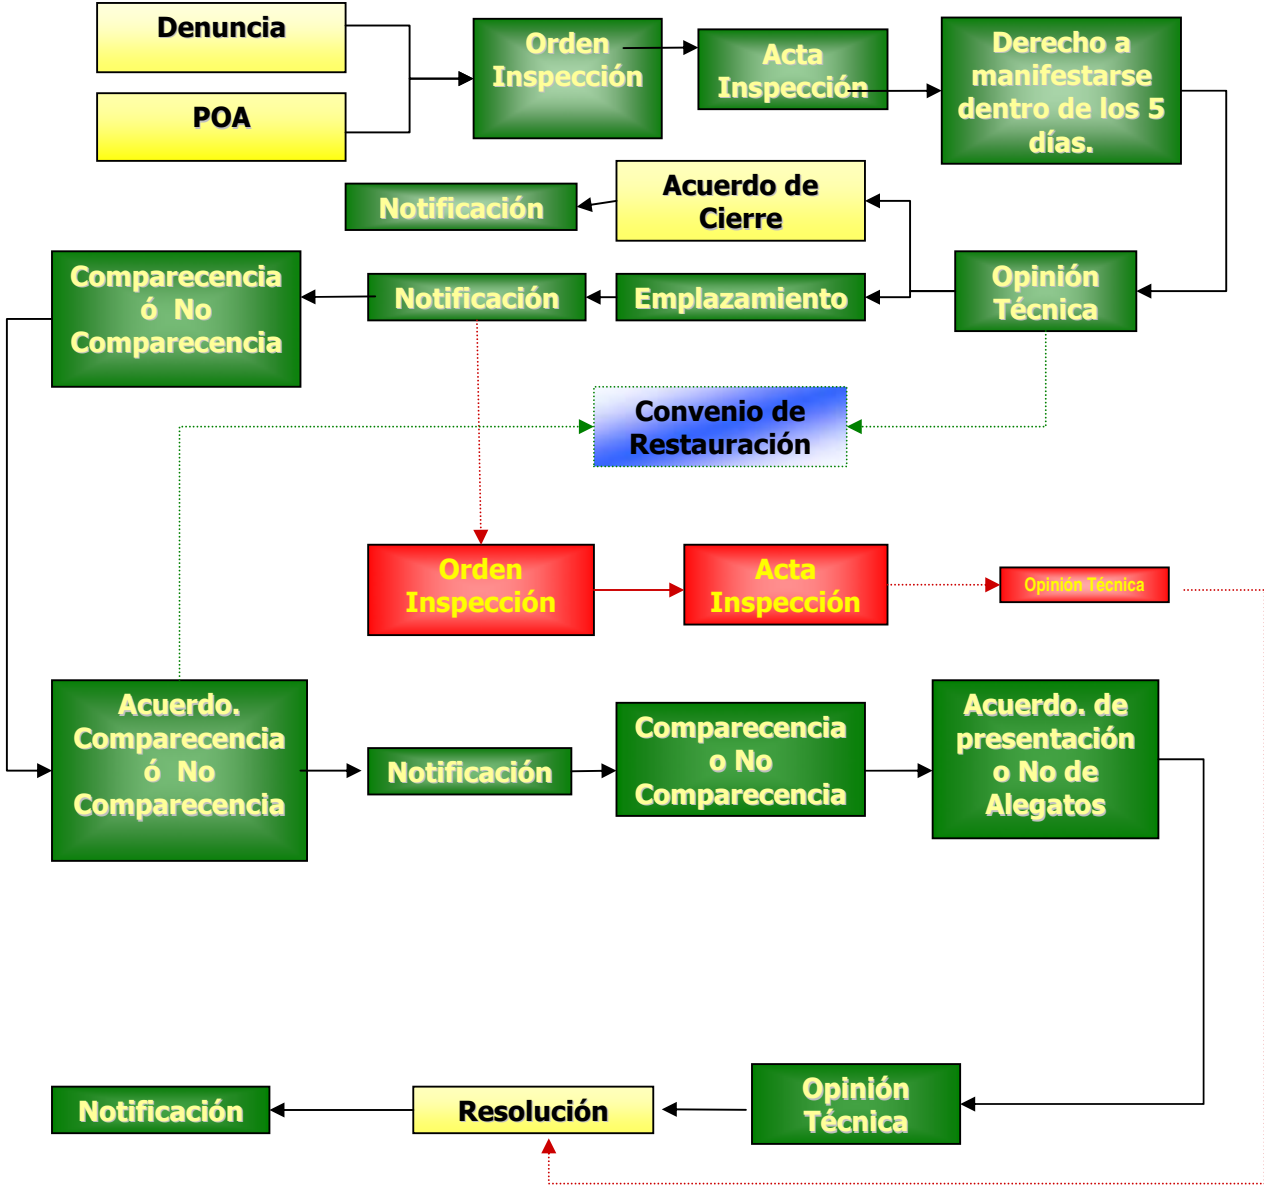 Denuncia
POA
Orden
Inspección
Acta
Inspección
Derecho a
manifestarse
dentro de los 5
días.
Notificación
Acuerdo de
Cierre
Comparecencia
ó No
Comparecencia
Notificación
Emplazamiento
Opinión
Técnica
Convenio de
Restauración
Orden
Inspección
Acta
Inspección
Opinión Técnica
Acuerdo.
Comparecencia
ó No
Comparecencia
Notificación
Comparecencia
o No
Comparecencia
Acuerdo. de
presentación
o No de
Alegatos
Notificación
Resolución
Opinión
Técnica